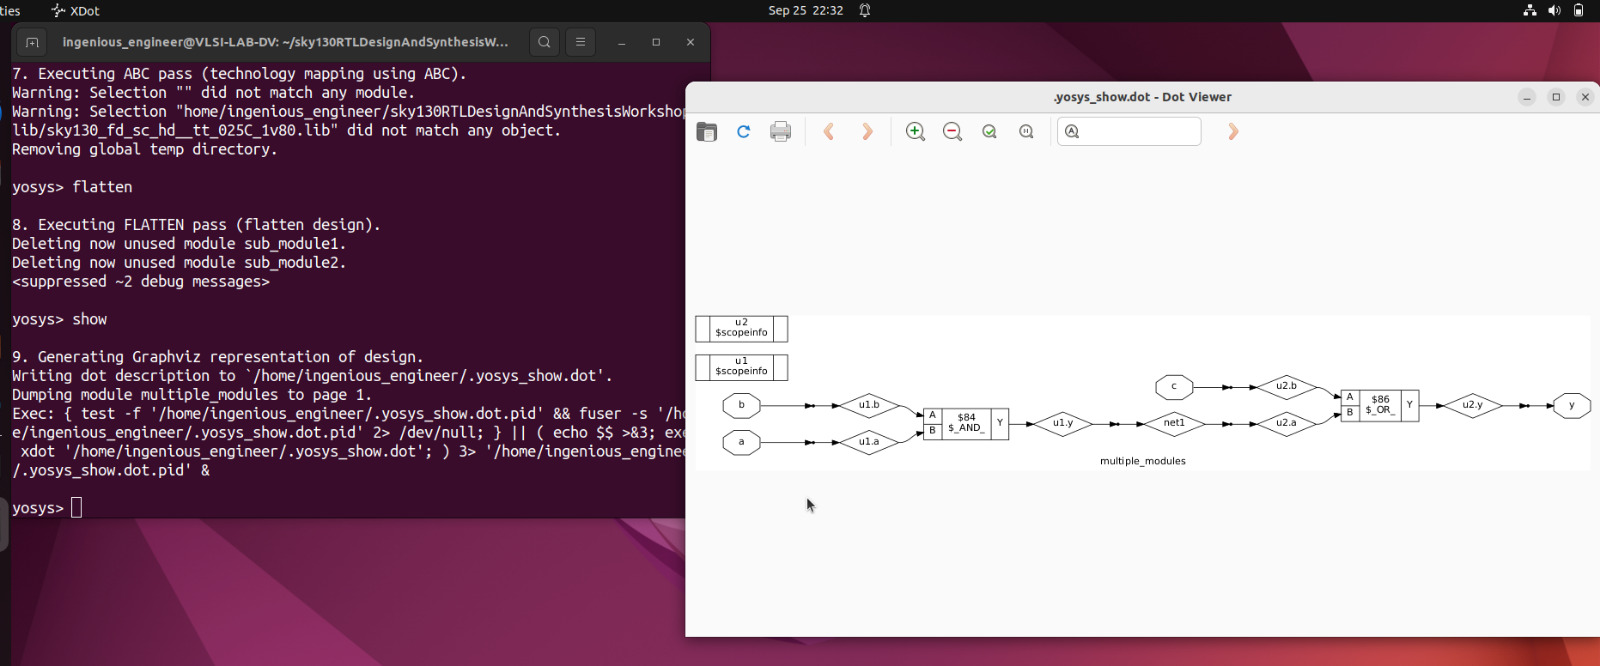 ties XDot Sep 25 22:32
ingenious_engineer@VLSI-LAB-DV: ~/sky130RTLDesignAndSynthesisW...
7. Executing ABC pass (technology mapping using ABC).
Warning: Selection "" did not match any module.
Warning: Selection "home/ingenious_engineer/sky130RTLDesignAndSynthesisWorkshop
lib/sky130_fd_sc_hd__tt_025C_1v80.lib" did not match any object.
Removing global temp directory.
yosys> flatten
8. Executing FLATTEN pass (flatten design).
Deleting now unused module sub_module1.
Deleting now unused module sub_module2.
<suppressed ~2 debug messages>
yosys> show
9. Generating Graphviz representation of design.
Writing dot description to `/home/ingenious_engineer/.yosys_show.dot'.
Dumping module multiple_modules to page 1.
Exec: { test -f '/home/ingenious_engineer/.yosys_show.dot.pid' && fuser -s '/ho
e/ingenious_engineer/.yosys_show.dot.pid' 2> /dev/null; } || ( echo $$ >&3; exe
xdot '/home/ingenious_engineer/.yosys_show.dot'; ) 3> '/home/ingenious_enginee
/.yosys_show.dot.pid' &
yosys>
.yosys_show.dot - Dot Viewer
u2
$scopeinfo
u1
$scopeinfo
c
u2.b
b
u1.b
A
B
$84
$_AND_
Y
a
u1.a
u1.y
net1
u2.a
A
B
$86
$_OR_
Y
u2.y
y
multiple_modules